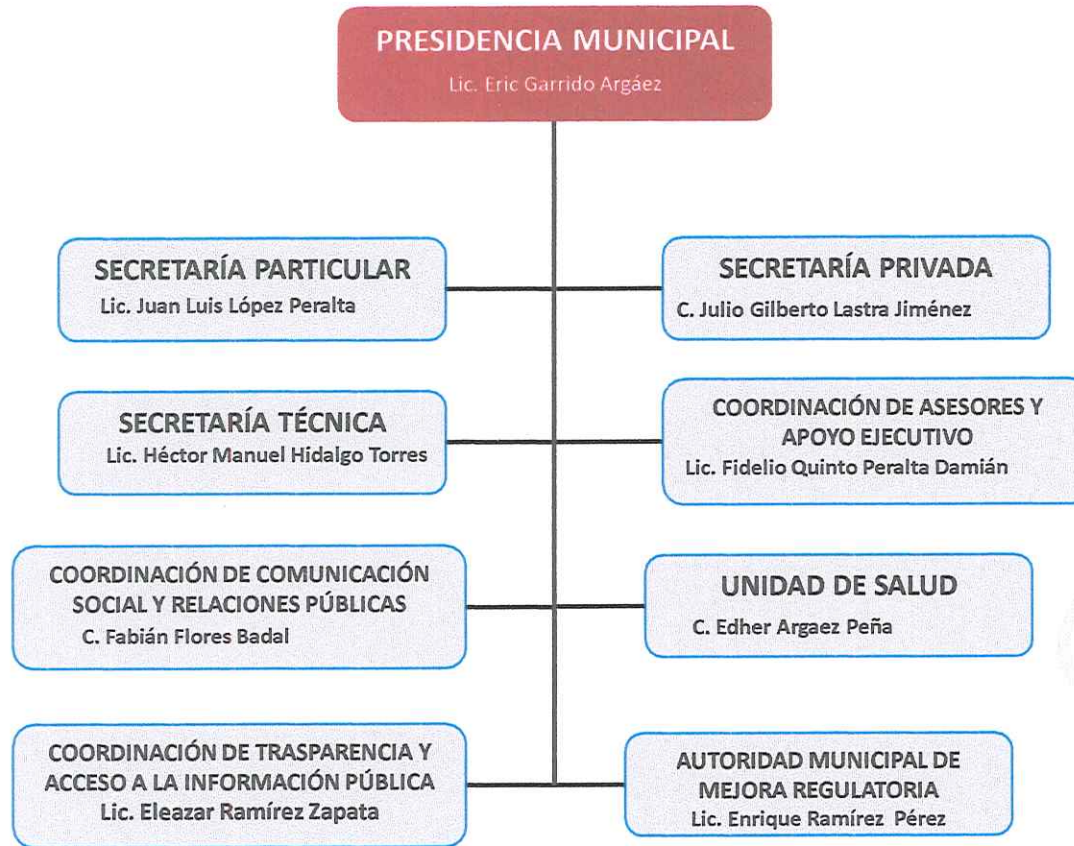 PRESIDENCIA MUNICIPAL
Lic. Eric Garrido Argáez
SECRETARÍA PARTICULAR
Lic. Juan Luis López Peralta
SECRETARÍA PRIVADA
C. Julio Gilberto Lastra Jiménez
SECRETARÍA TÉCNICA
Lic. Héctor Manuel Hidalgo Torres
COORDINACIÓN DE ASESORES Y
APOYO EJECUTIVO
Lic. Fidelio Quinto Peralta Damián
COORDINACIÓN DE COMUNICACIÓN
SOCIAL Y RELACIONES PÚBLICAS
C. Fabián Flores Badal
UNIDAD DE SALUD
C. Edher Argaez Peña
COORDINACIÓN DE TRASPARENCIA Y
ACCESO A LA INFORMACIÓN PÚBLICA
Lic. Eleazar Ramírez Zapata
AUTORIDAD MUNICIPAL DE
MEJORA REGULATORIA
Lic. Enrique Ramírez Pérez